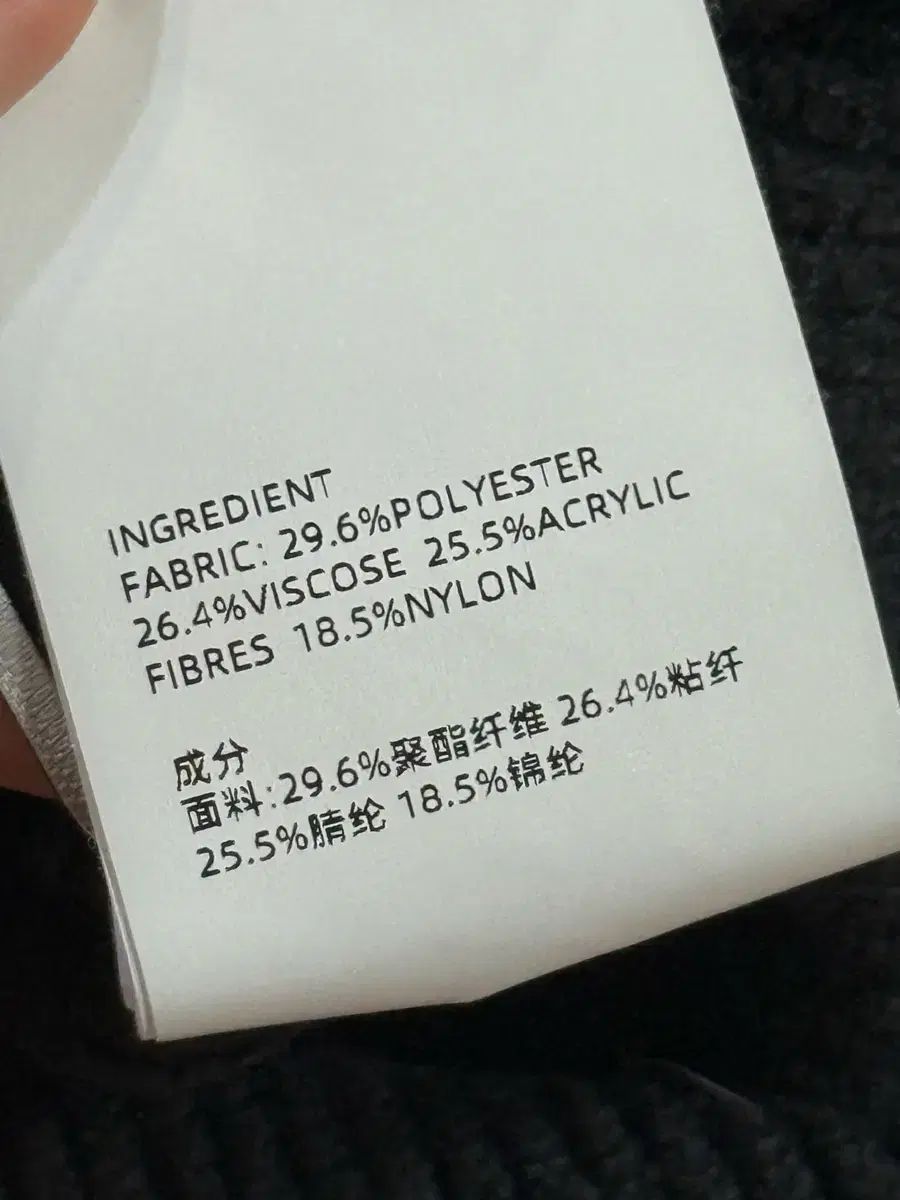 INGREDIENT
FABRIC: 29.6%POLYESTER
26.4%VISCOSE 25.5%ACRYLIC
FIBRES 18.5%NYLON
成分
面料:29.6%聚酯纤维 26.4%粘纤
25.5%腈纶 18.5%锦纶